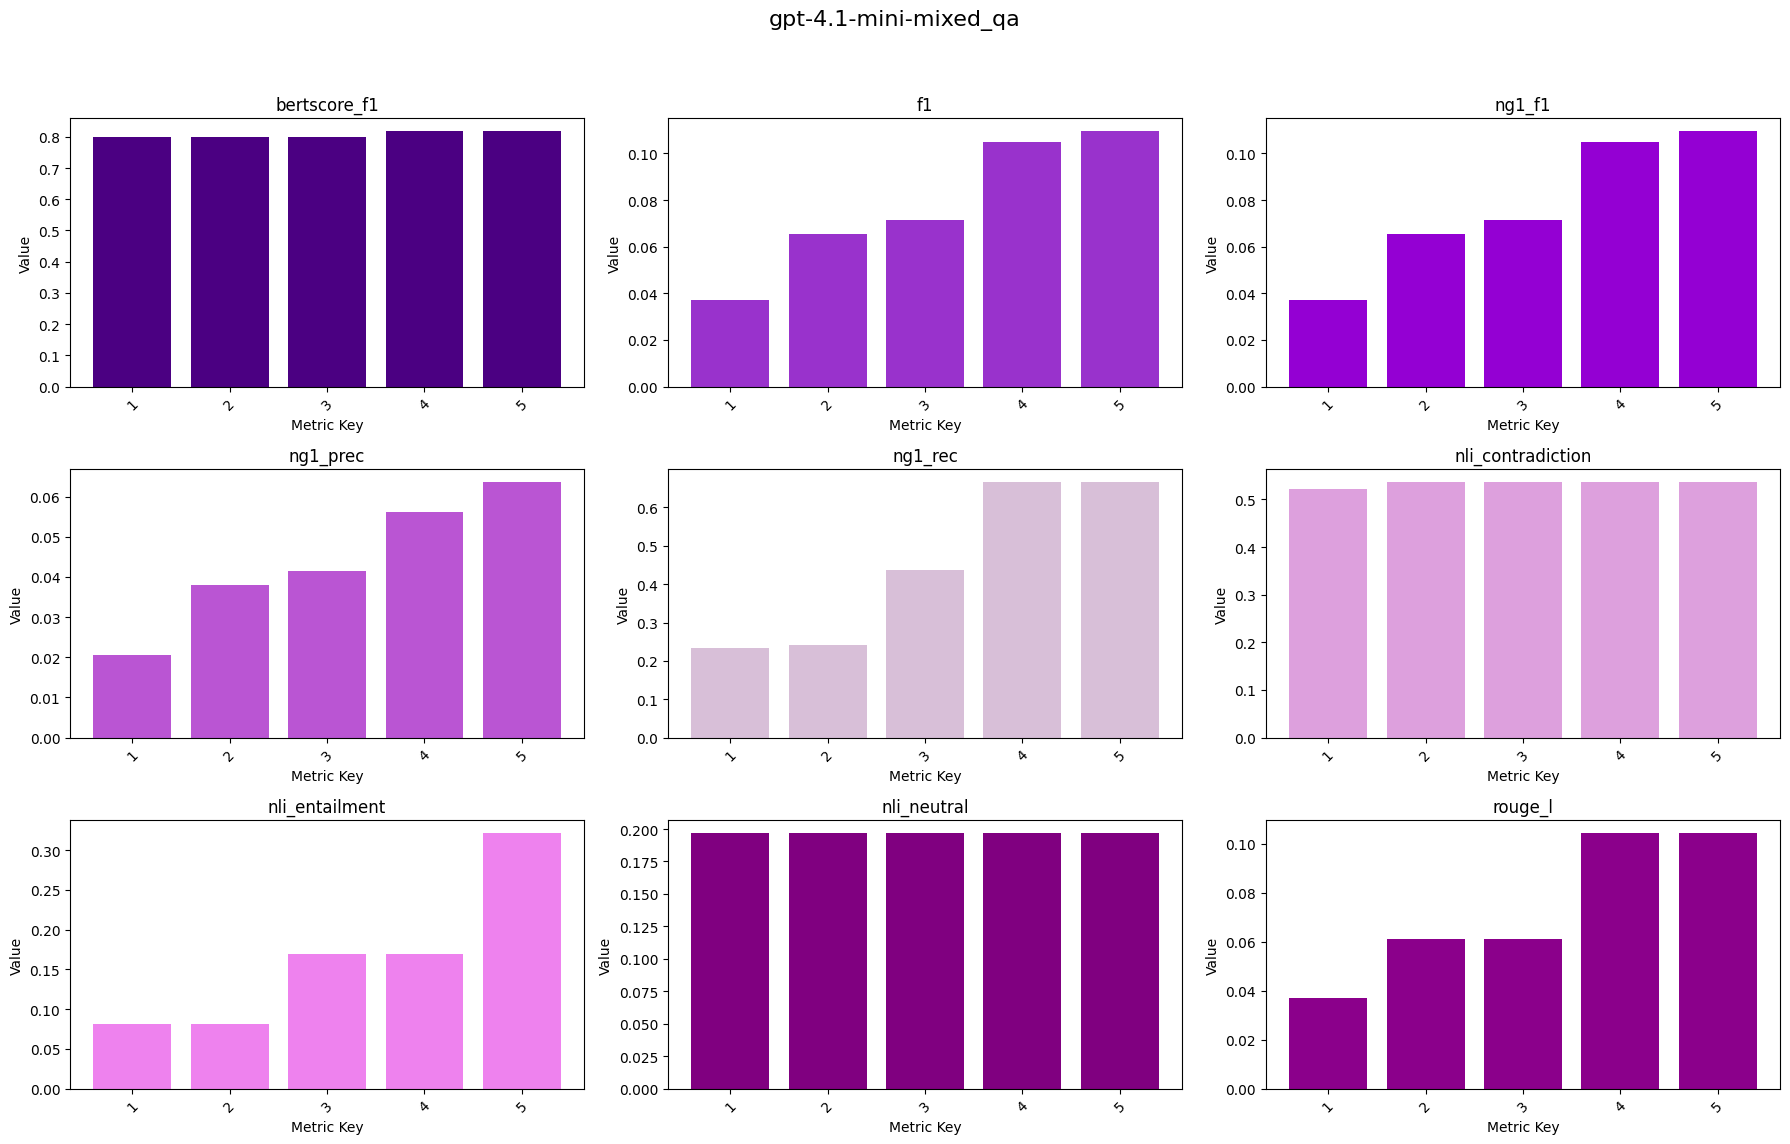 gpt-4.1-mini-mixed_qa
bertscore_f1
0.8
0.7
0.6
0.5
0.4
0.3
0.2
0.1
0.0
Value
1 2 3 4 5
Metric Key
f1
0.10
0.08
0.06
0.04
0.02
0.00
Value
1 2 3 4 5
Metric Key
ng1_f1
0.10
0.08
0.06
0.04
0.02
0.00
Value
1 2 3 4 5
Metric Key
ng1_prec
0.06
0.05
0.04
0.03
0.02
0.01
0.00
Value
1 2 3 4 5
Metric Key
ng1_rec
0.6
0.5
0.4
0.3
0.2
0.1
0.0
Value
1 2 3 4 5
Metric Key
nli_contradiction
0.5
0.4
0.3
0.2
0.1
0.0
Value
1 2 3 4 5
Metric Key
nli_entailment
0.30
0.25
0.20
0.15
0.10
0.05
0.00
Value
1 2 3 4 5
Metric Key
nli_neutral
0.200
0.175
0.150
0.125
0.100
0.075
0.050
0.025
0.000
Value
1 2 3 4 5
Metric Key
rouge_l
0.10
0.08
0.06
0.04
0.02
0.00
Value
1 2 3 4 5
Metric Key